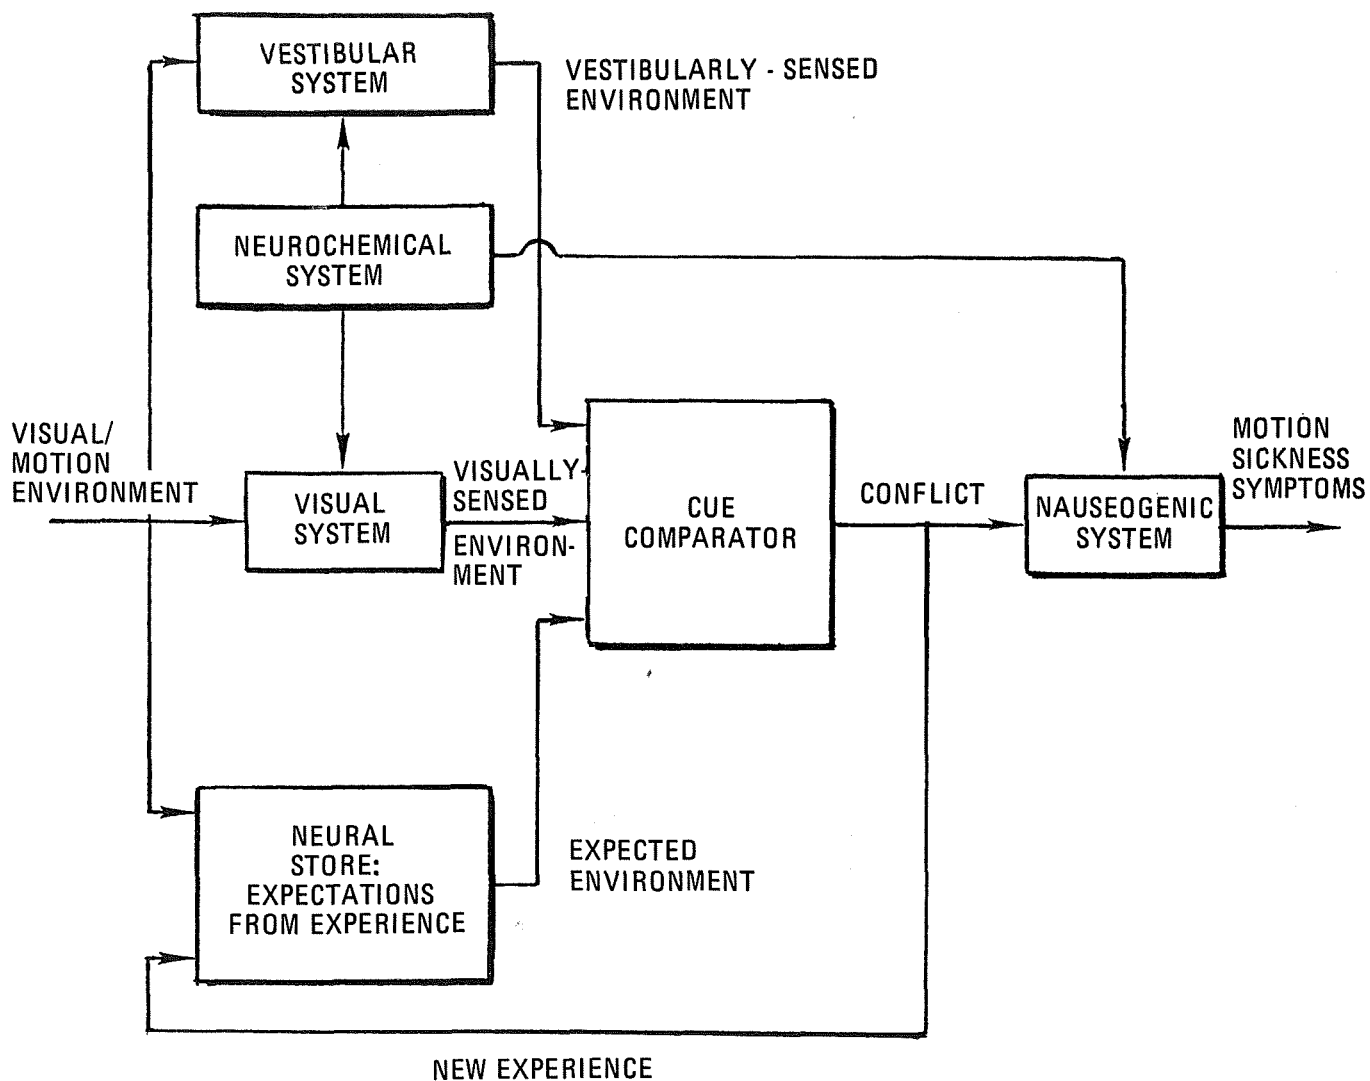 VESTIBULAR
SYSTEM
VESTIBULARLY - SENSED
ENVIRONMENT
NEUROCHEMICAL
SYSTEM
VISUAL/
MOTION
ENVIRONMENT
VISUAL
SYSTEM
VISUALLY-
SENSED
ENVIRON-
MENT
CUE
COMPARATOR
CONFLICT
NAUSEOGENIC
SYSTEM
MOTION
SICKNESS
SYMPTOMS
NEURAL
STORE:
EXPECTATIONS
FROM EXPERIENCE
EXPECTED
ENVIRONMENT
NEW EXPERIENCE